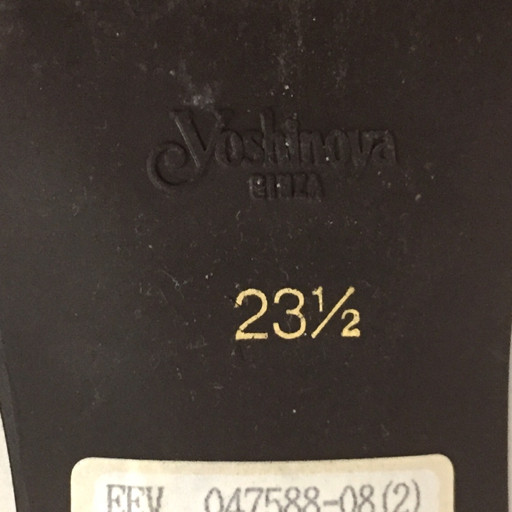 Yoshinoya
GINZA
23½
EEV 047588-08(2)